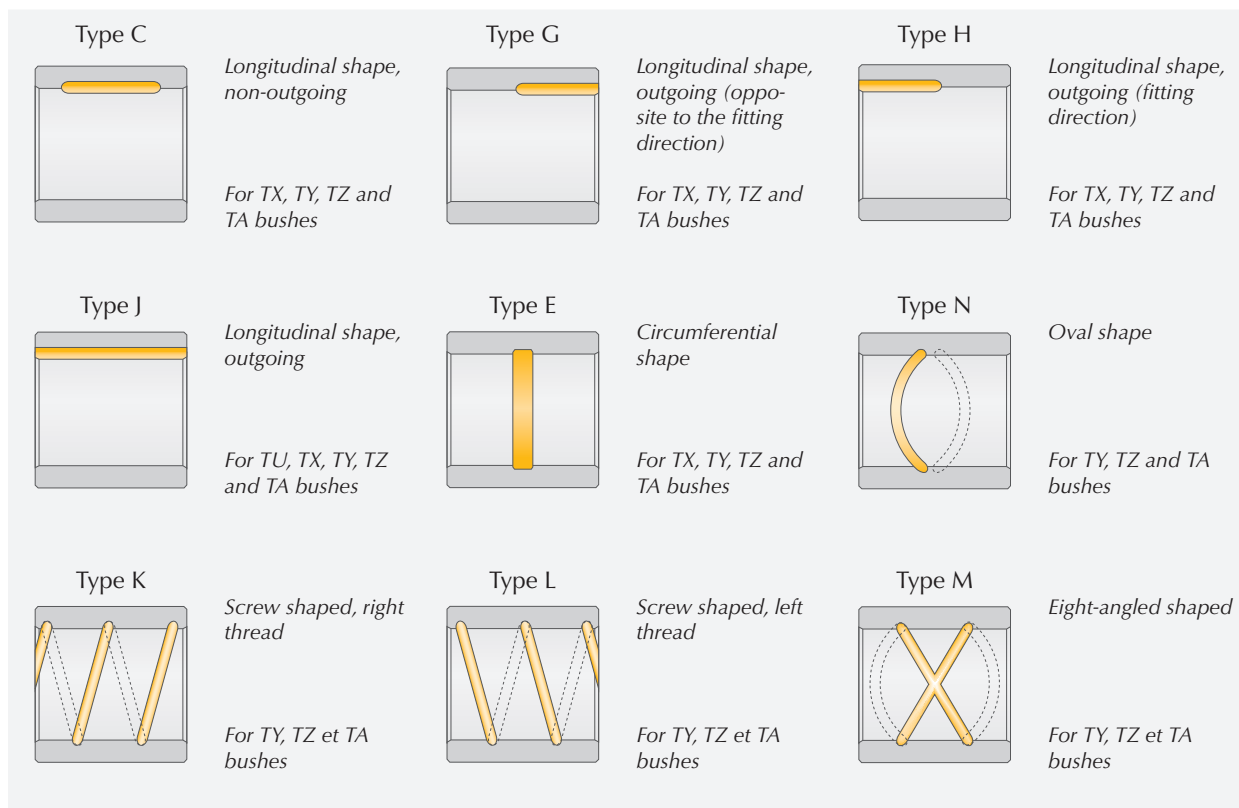 Type C
Longitudinal shape,
non-outgoing
For TX, TY, TZ and
TA bushes
Type G
Longitudinal shape,
outgoing (oppo-
site to the fitting
direction)
For TX, TY, TZ and
TA bushes
Type H
Longitudinal shape,
outgoing (fitting
direction)
For TX, TY, TZ and
TA bushes
Type J
Longitudinal shape,
outgoing
For TU, TX, TY, TZ
and TA bushes
Type E
Circumferential
shape
For TX, TY, TZ and
TA bushes
Type N
Oval shape
For TY, TZ and TA
bushes
Type K
Screw shaped, right
thread
For TY, TZ et TA
bushes
Type L
Screw shaped, left
thread
For TY, TZ et TA
bushes
Type M
Eight-angled shaped
For TY, TZ et TA
bushes